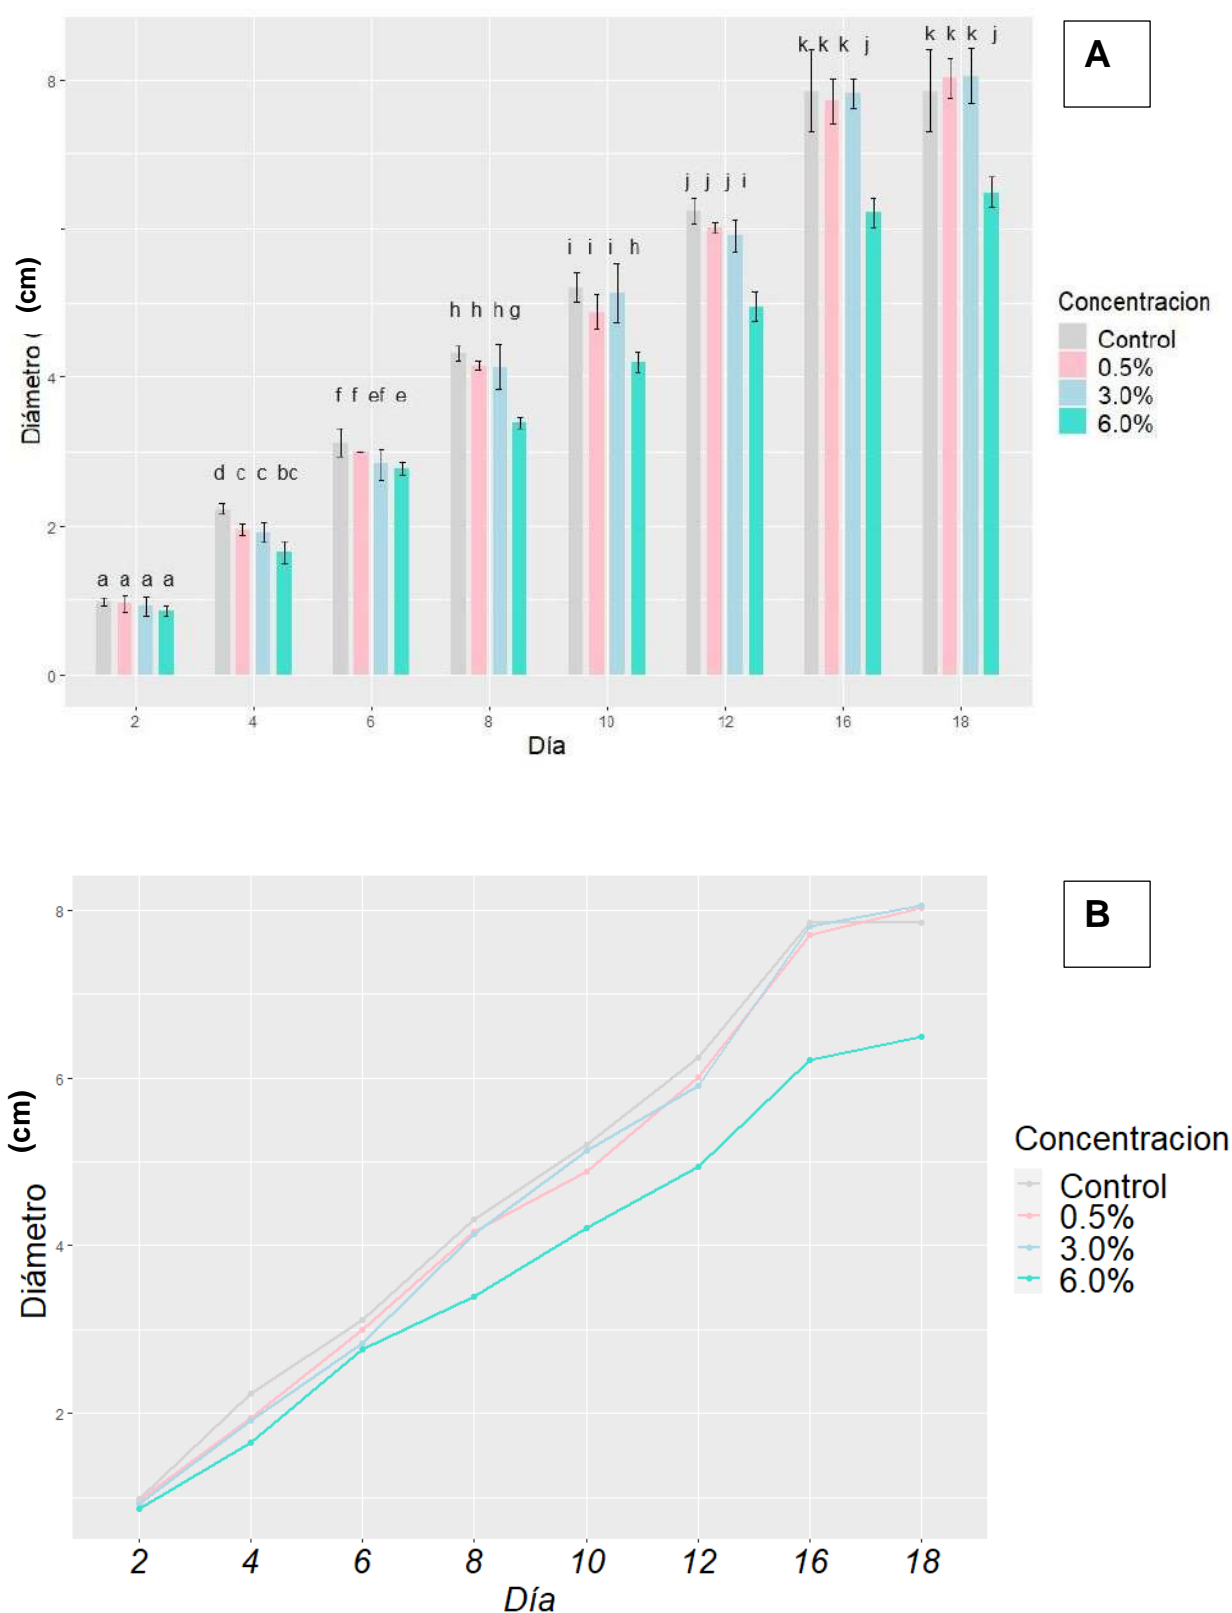 A
k k k j
k k k j
j j j i
i i i h
h h h g
f f ef e
d c c bc
a a a a
8
4
2
0
Diámetro (
(cm)
2 4 6 8 10 12 16 18
Día
Concentracion
Control
0.5%
3.0%
6.0%
B
8
6
4
2
Diámetro
(cm)
2 4 6 8 10 12 16 18
Día
Concentracion
Control
0.5%
3.0%
6.0%